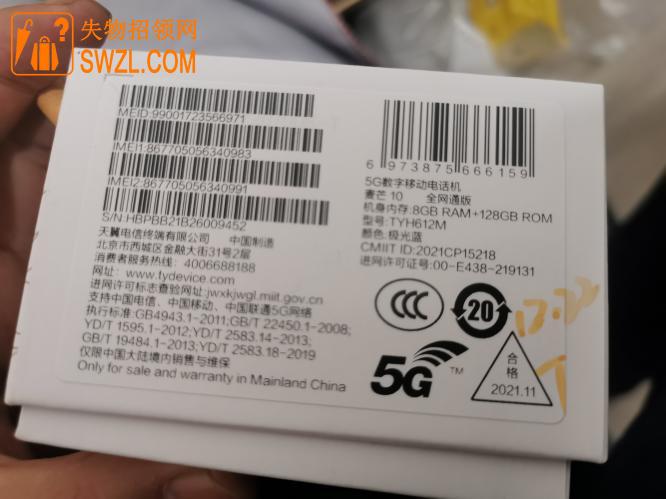 失物招领网
SWZL.COM
MEID:99001723566971
IMEI1:867705056340983
IMEI2:867705056340991
S/N:HBPBB21B26009452
天翼电信终端有限公司 中国制造
北京市西城区金融大街31号2层
消费者服务热线：4006688188
网址：www.tydevice.com
进网许可标志查验网址：jwxkjwgl.miit.gov.cn
支持中国电信、中国移动、中国联通5G网络
执行标准:GB4943.1-2011;GB/T 22450.1-2008;
YD/T 1595.1-2012;YD/T 2583.14-2013;
GB/T 19484.1-2013;YD/T 2583.18-2019
仅限中国大陆境内销售与维保
Only for sale and warranty in Mainland China
6 973875 666159
5G数字移动电话机
麦芒 10 全网通版
机身内存:8GB RAM+128GB ROM
型号:TYH612M
颜色: 极光蓝
CMIIT ID:2021CP15218
进网许可证号:00-E438-219131
CCC
20
5G TM
合格
2021.11